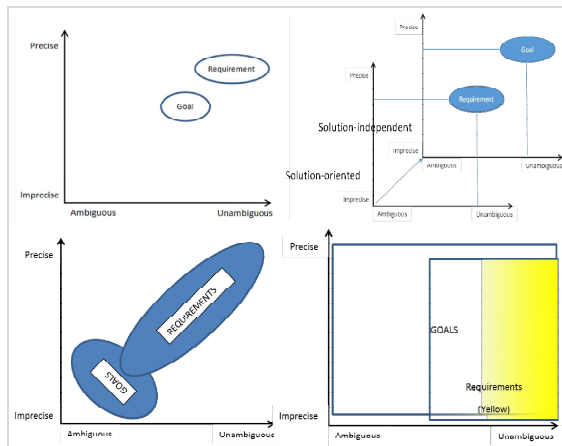 Precise
Requirement
Goal
Imprecise
Ambiguous
Unambiguous
Precise
Goal
Precise
Requirement
Solution-independent
Imprecise
Ambiguous
Unambiguous
Solution-oriented
Imprecise
Ambiguous
Unambiguous
Precise
REQUIREMENTS
GOALS
Imprecise
Ambiguous
Unambiguous
Precise
GOALS
Requirements
(Yellow)
Imprecise
Ambiguous
Unambiguous